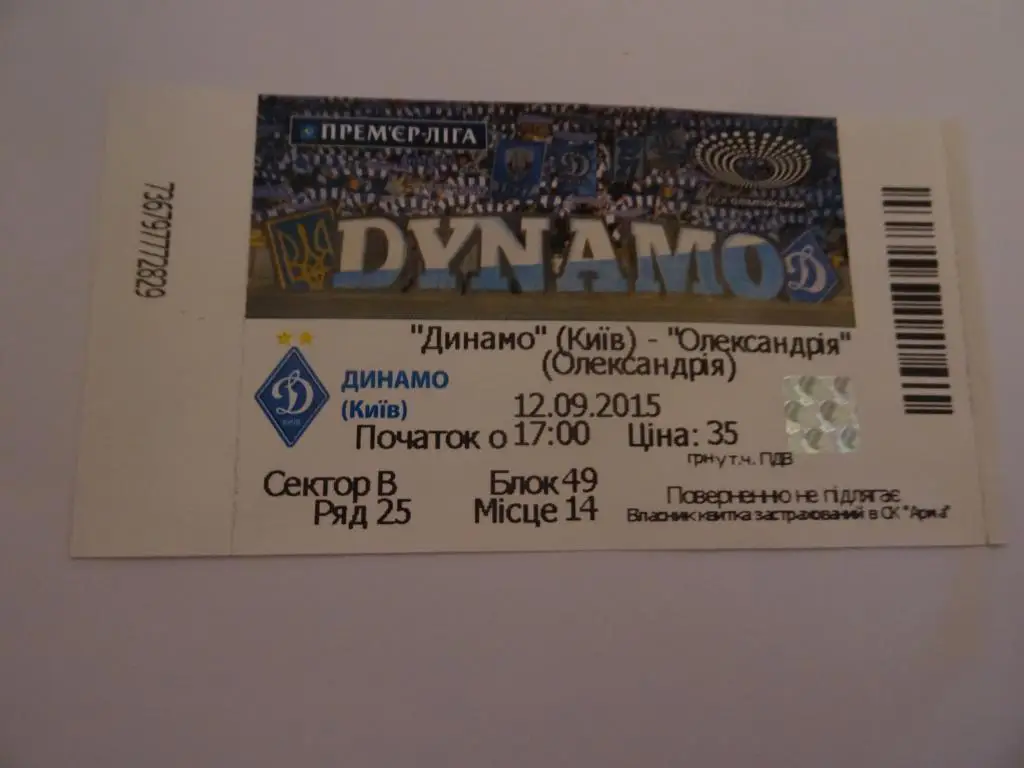 ПРЕМ'ЄР-ЛІГА
DYNAMO
736797772829
"Динамо" (Київ) - "Олександрія"
(Олександрія)
ДИНАМО
(Київ)
12.09.2015
Початок о 17:00 Ціна: 35
грн у т.ч. ПДВ
Сектор В Блок 49
Ряд 25 Місце 14
Поверненню не підлягає
Власник квитка застрахований в СК "Арма"